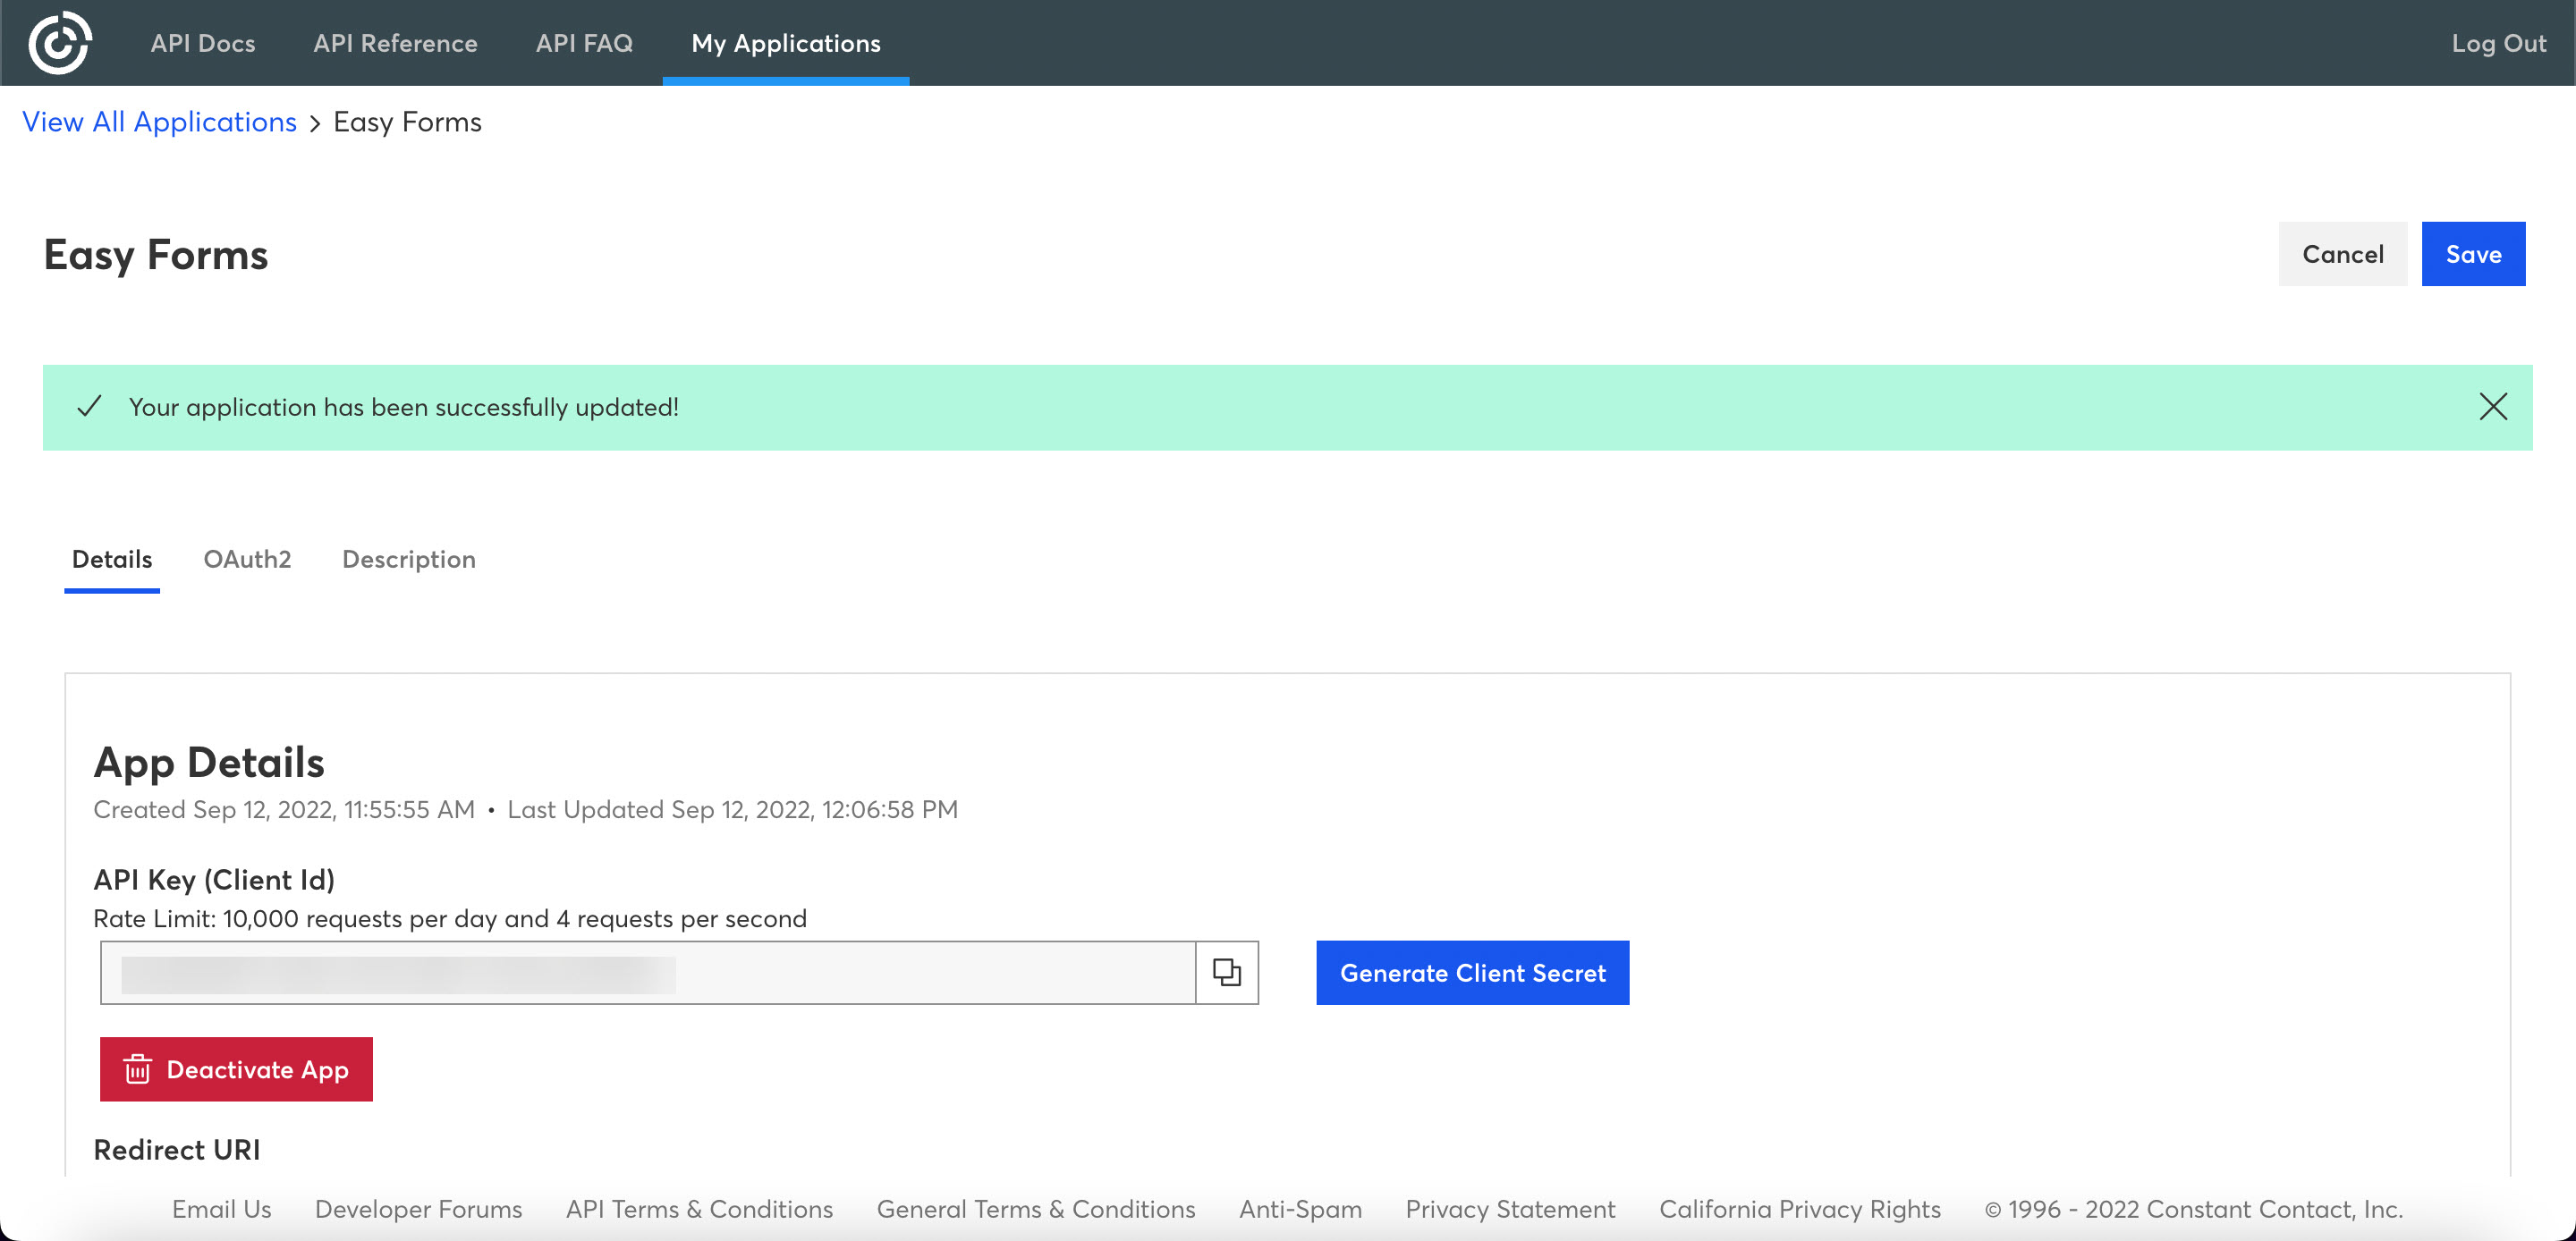 API Docs API Reference API FAQ My Applications Log Out
View All Applications > Easy Forms
Easy Forms
Cancel Save
Your application has been successfully updated!
Details OAuth2 Description
App Details
Created Sep 12, 2022, 11:55:55 AM • Last Updated Sep 12, 2022, 12:06:58 PM
API Key (Client Id)
Rate Limit: 10,000 requests per day and 4 requests per second
Generate Client Secret
Deactivate App
Redirect URI
Email Us Developer Forums API Terms & Conditions General Terms & Conditions Anti-Spam Privacy Statement California Privacy Rights © 1996 - 2022 Constant Contact, Inc.